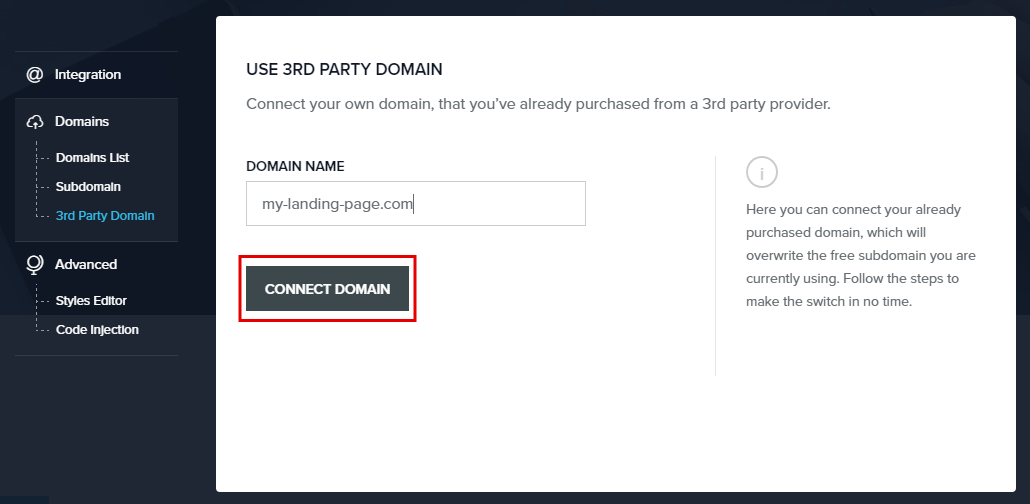 Integration
Domains
Domains List
Subdomain
3rd Party Domain
Advanced
Styles Editor
Code Injection
USE 3RD PARTY DOMAIN
Connect your own domain, that you've already purchased from a 3rd party provider.
DOMAIN NAME
my-landing-page.com
CONNECT DOMAIN
Here you can connect your already
purchased domain, which will
overwrite the free subdomain you are
currently using. Follow the steps to
make the switch in no time.